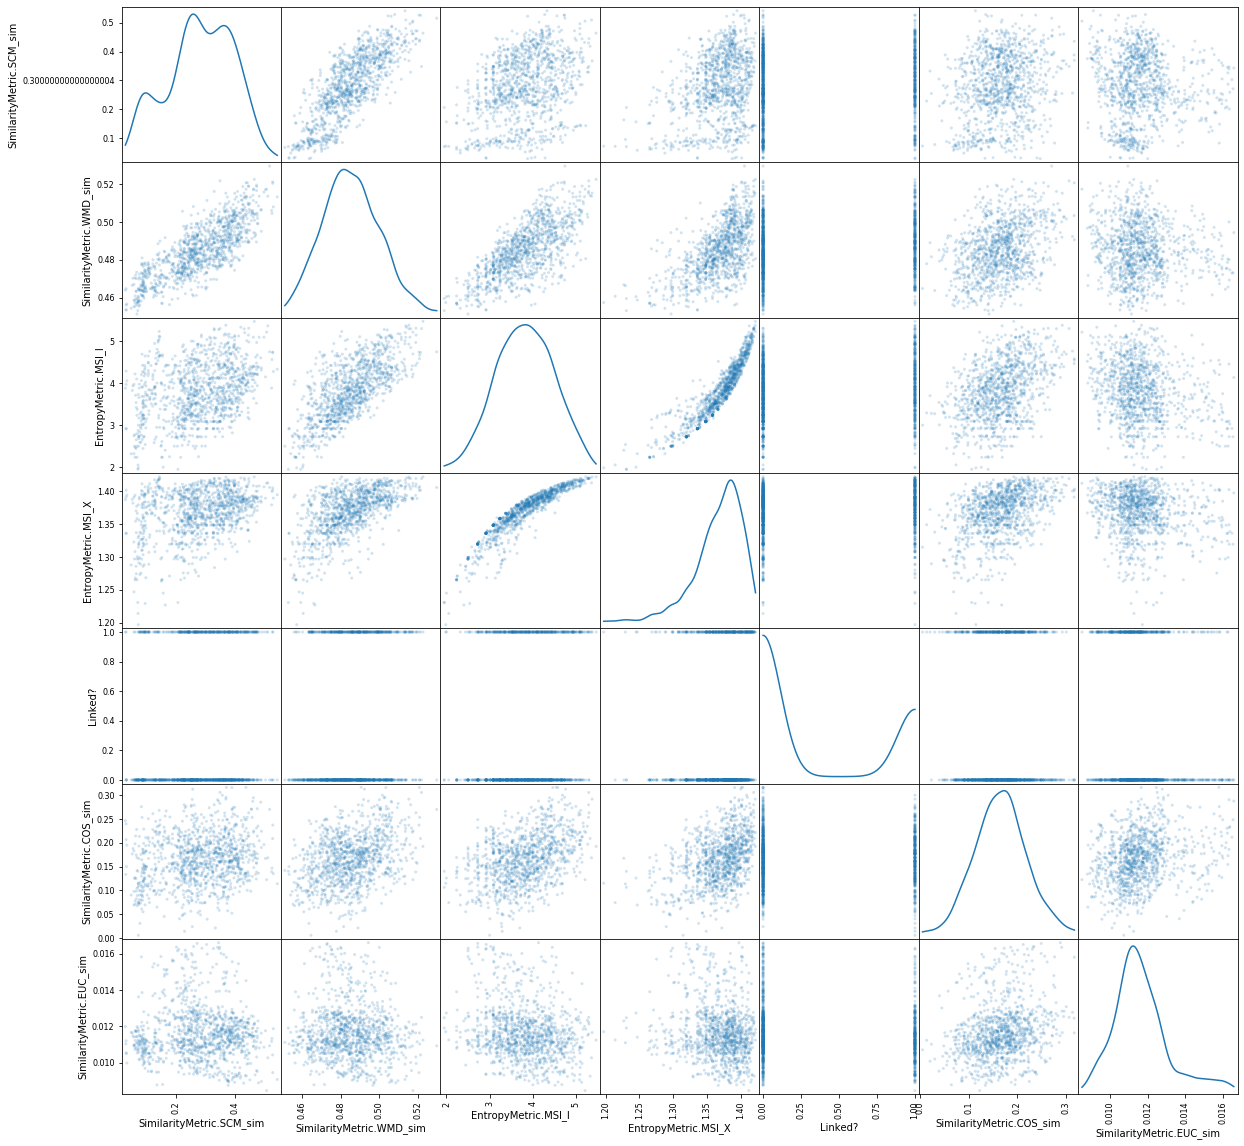 SimilarityMetric.SCM_sim
0.5
0.4
0.30000000000000004
0.2
0.1
SimilarityMetric.WMD_sim
0.52
0.50
0.48
0.46
EntropyMetric.MSI_I
5
4
3
2
EntropyMetric.MSI_X
1.40
1.35
1.30
1.25
1.20
Linked?
1.0
0.8
0.6
0.4
0.2
0.0
SimilarityMetric.COS_sim
0.30
0.25
0.20
0.15
0.10
0.05
0.00
SimilarityMetric.EUC_sim
0.016
0.014
0.012
0.010
0.2 0.4
0.46 0.48 0.50 0.52
2 3 4 5
1.20 1.25 1.30 1.35 1.40
0.00 0.25 0.50 0.75 1.00
0.0 0.1 0.2 0.3
0.010 0.012 0.014 0.016
SimilarityMetric.SCM_sim
SimilarityMetric.WMD_sim
EntropyMetric.MSI_I
EntropyMetric.MSI_X
Linked?
SimilarityMetric.COS_sim
SimilarityMetric.EUC_sim